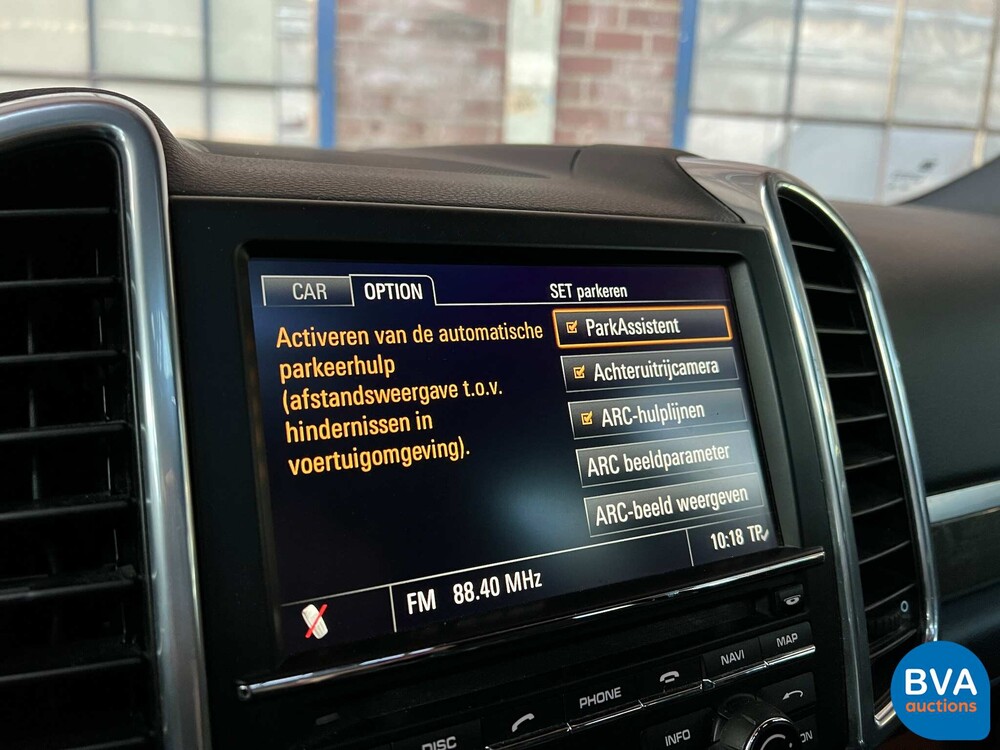 CAR OPTION SET parkeren
Activeren van de automatische
parkeerhulp
(afstandsweergave t.o.v.
hindernissen in
voertuigomgeving).
ParkAssistent
Achteruitrijcamera
ARC-hulplijnen
ARC beeldparameter
ARC-beeld weergeven
FM 88.40 MHz
10:18 TP
DISC
PHONE
NAVI
MAP
INFO
BVA
auctions